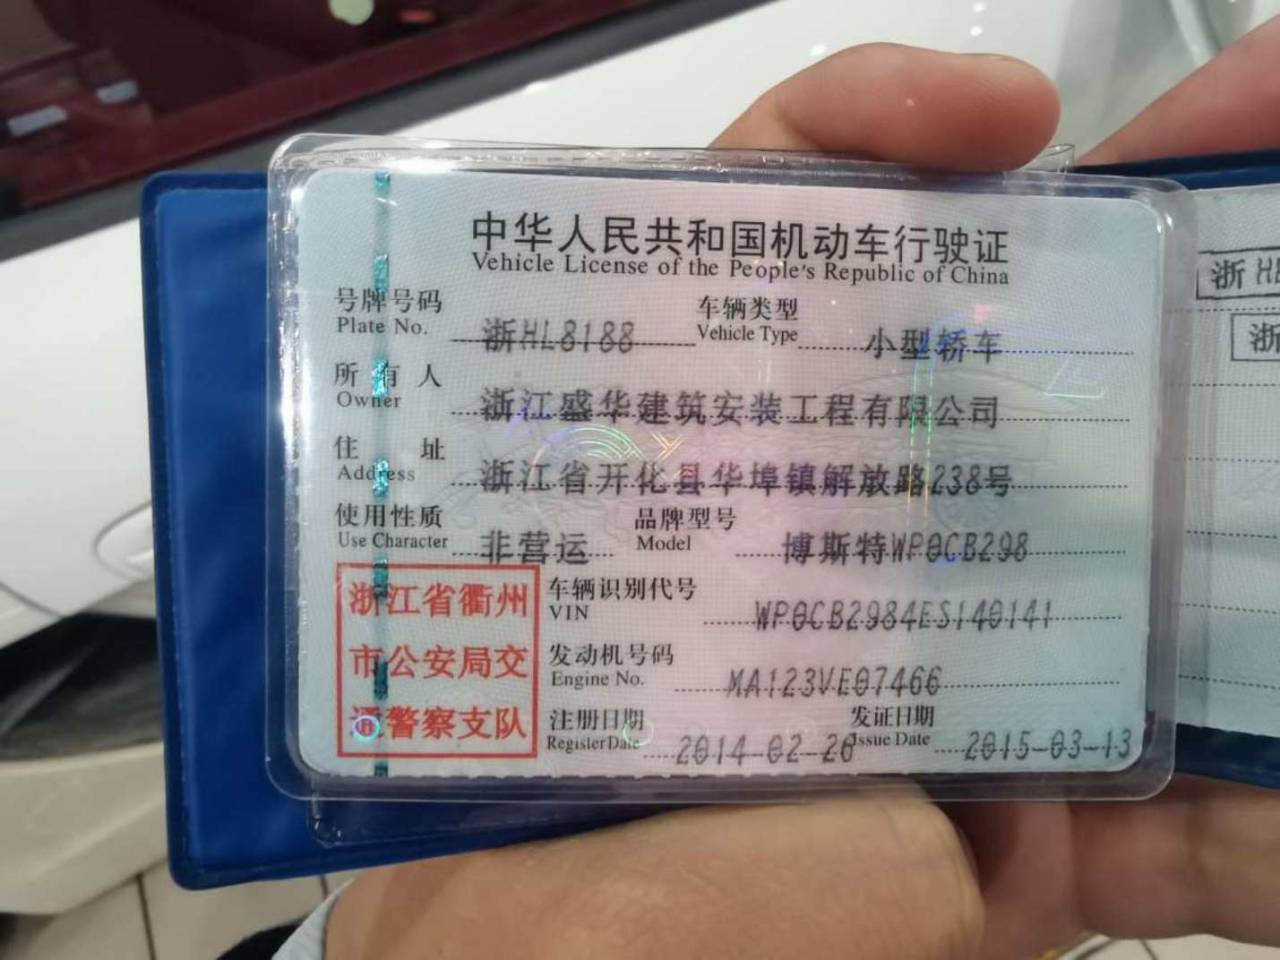 中华人民共和国机动车行驶证
Vehicle License of the People's Republic of China
号牌号码 浙HL8188 车辆类型 小型轿车
Plate No. Vehicle Type
所有人 浙江盛华建筑安装工程有限公司
Owner
住址 浙江省开化县华埠镇解放路238号
Address
使用性质 非营运 品牌型号 博斯特WP0CB298
Use Character Model
浙江省衢州
市公安局交
通警察支队
车辆识别代号 WP0CB2984ES140141
VIN
发动机号码 MA123VE07466
Engine No.
注册日期 2014-02-20 发证日期 2015-03-13
Register Date Issue Date
浙H
浙